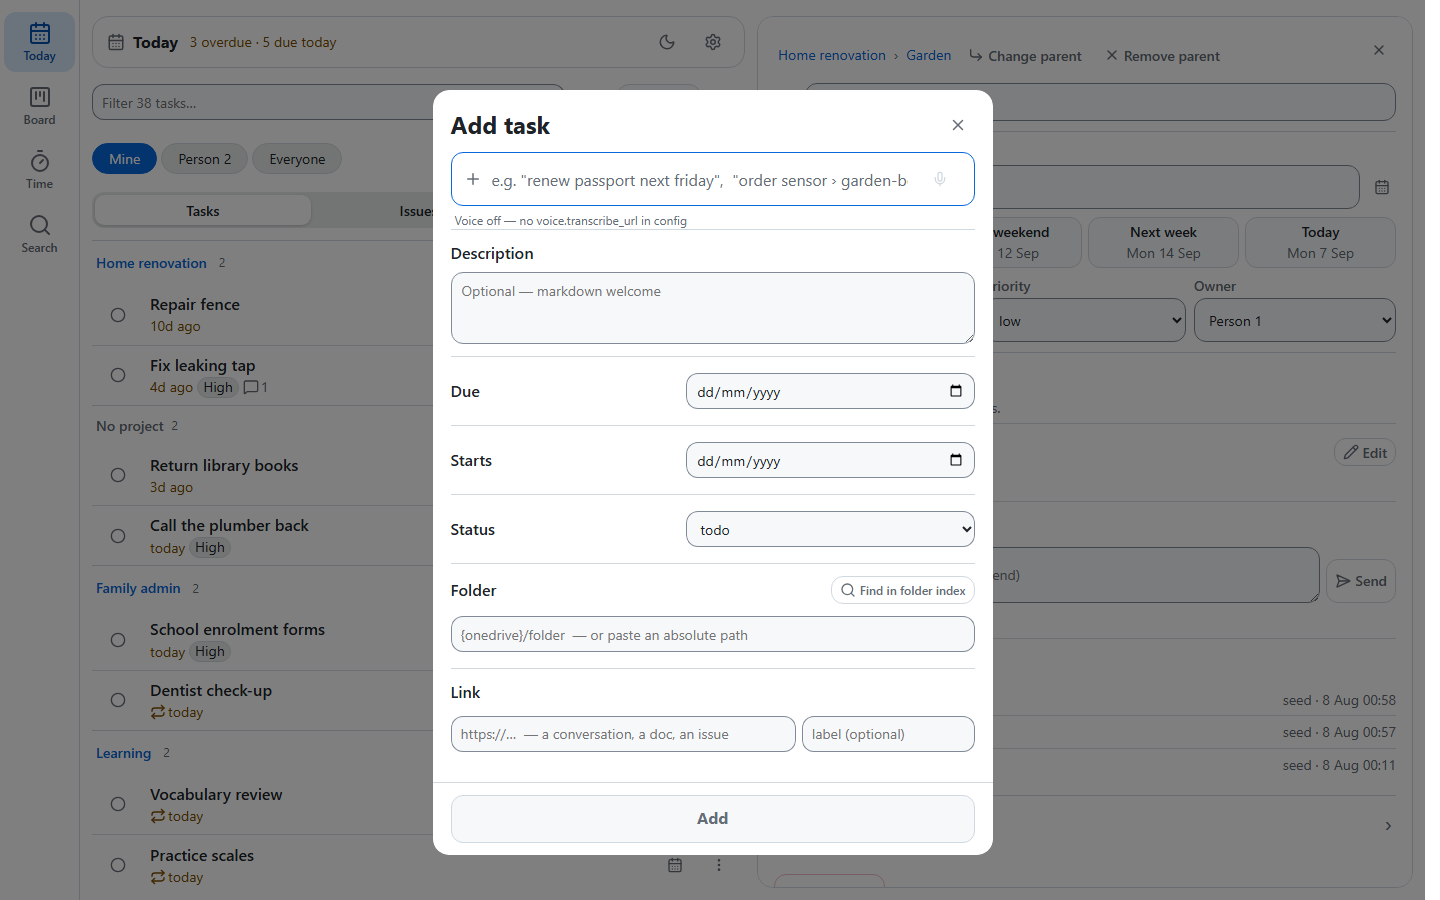 Today
Board
Time
Search
Today 3 overdue · 5 due today
Filter 38 tasks...
Mine
Person 2
Everyone
Tasks
Issues
Home renovation 2
Repair fence
10d ago
Fix leaking tap
4d ago High 1
No project 2
Return library books
3d ago
Call the plumber back
today High
Family admin 2
School enrolment forms
today High
Dentist check-up
today
Learning 2
Vocabulary review
today
Practice scales
today
Add task
e.g. "renew passport next friday", "order sensor › garden-b
Voice off — no voice.transcribe_url in config
Description
Optional — markdown welcome
Due
dd/mm/yyyy
Starts
dd/mm/yyyy
Status
todo
Folder
Find in folder index
{onedrive}/folder — or paste an absolute path
Link
https://... — a conversation, a doc, an issue
label (optional)
Add
Home renovation › Garden
Change parent
Remove parent
weekend
12 Sep
Next week
Mon 14 Sep
Today
Mon 7 Sep
riority
low
Owner
Person 1
s.
Edit
end)
Send
seed · 8 Aug 00:58
seed · 8 Aug 00:57
seed · 8 Aug 00:11